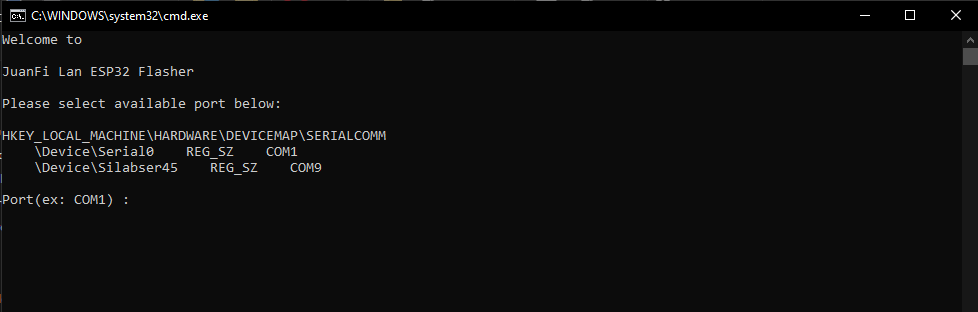 C:\WINDOWS\system32\cmd.exe
Welcome to
JuanFi Lan ESP32 Flasher
Please select available port below:
HKEY_LOCAL_MACHINE\HARDWARE\DEVICEMAP\SERIALCOMM
\Device\Serial0    REG_SZ    COM1
\Device\Silabser45    REG_SZ    COM9
Port(ex: COM1) :